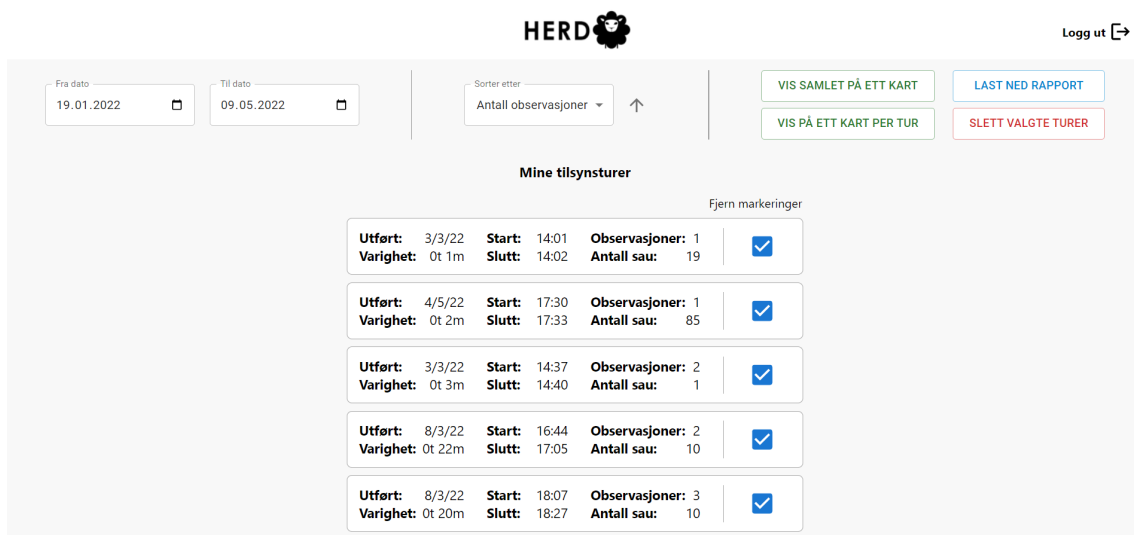 HERD
Logg ut
Fra dato
19.01.2022
Til dato
09.05.2022
Sorter etter
Antall observasjoner
VIS SAMLET PÅ ETT KART
LAST NED RAPPORT
VIS PÅ ETT KART PER TUR
SLETT VALGTE TURER
Mine tilsynsturer
Fjern markeringer
Utført: 3/3/22 Start: 14:01 Observasjoner: 1
Varighet: 0t 1m Slutt: 14:02 Antall sau: 19
Utført: 4/5/22 Start: 17:30 Observasjoner: 1
Varighet: 0t 2m Slutt: 17:33 Antall sau: 85
Utført: 3/3/22 Start: 14:37 Observasjoner: 2
Varighet: 0t 3m Slutt: 14:40 Antall sau: 1
Utført: 8/3/22 Start: 16:44 Observasjoner: 2
Varighet: 0t 22m Slutt: 17:05 Antall sau: 10
Utført: 8/3/22 Start: 18:07 Observasjoner: 3
Varighet: 0t 20m Slutt: 18:27 Antall sau: 10